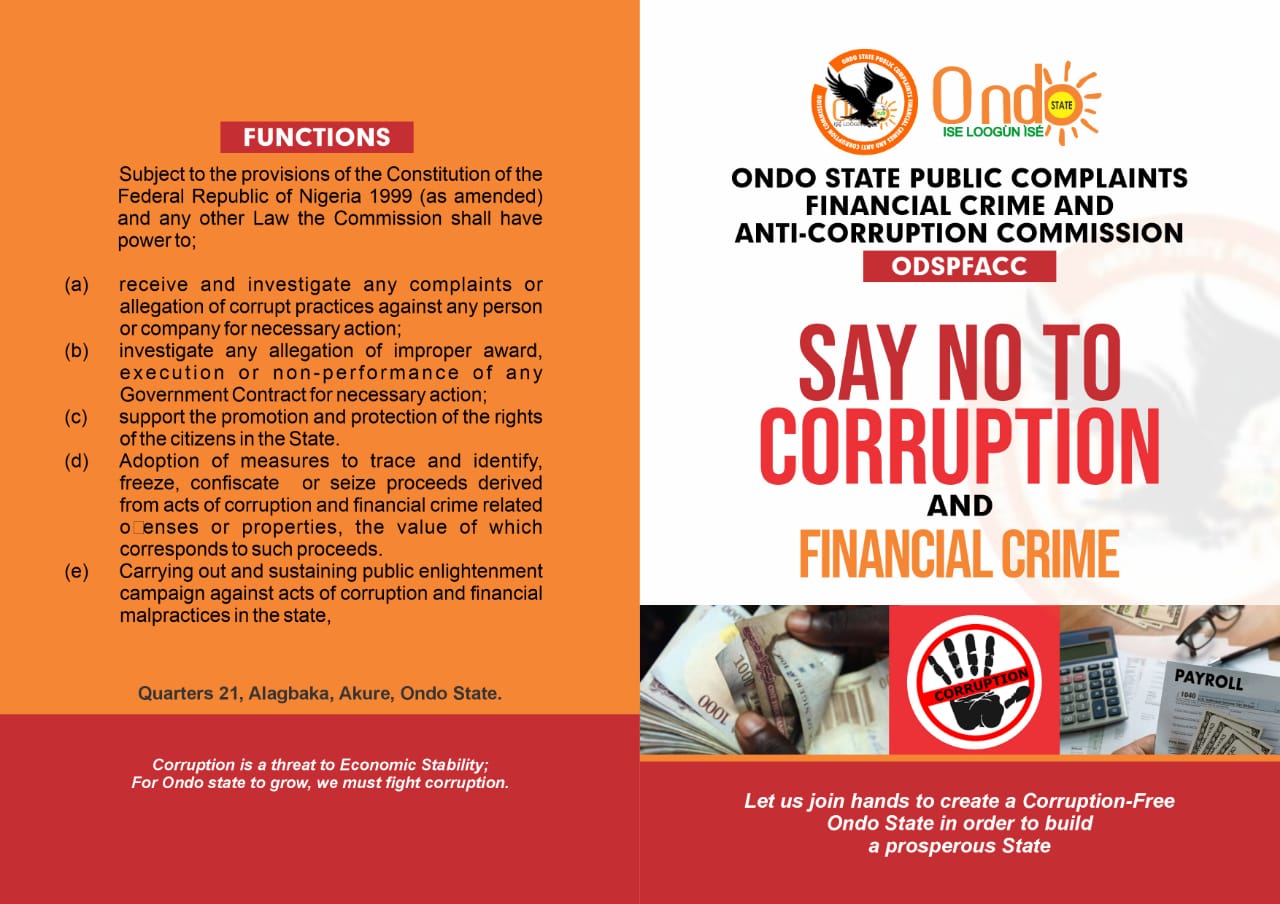 FUNCTIONS
Subject to the provisions of the Constitution of the
Federal Republic of Nigeria 1999 (as amended)
and any other Law the Commission shall have
power to;
(a) receive and investigate any complaints or
allegation of corrupt practices against any person
or company for necessary action;
(b) investigate any allegation of improper award,
execution or non-performance of any
Government Contract for necessary action;
(c) support the promotion and protection of the rights
of the citizens in the State.
(d) Adoption of measures to trace and identify,
freeze, confiscate or seize proceeds derived
from acts of corruption and financial crime related
o□enses or properties, the value of which
corresponds to such proceeds.
(e) Carrying out and sustaining public enlightenment
campaign against acts of corruption and financial
malpractices in the state,
Quarters 21, Alagbaka, Akure, Ondo State.
Corruption is a threat to Economic Stability;
For Ondo state to grow, we must fight corruption.
ONDO STATE PUBLIC COMPLAINTS FINANCIAL CRIMES AND ANTI CORRUPTION COMMISSION
Ondo
STATE
ISE LOOGÙN ÌSÉ
ONDO STATE PUBLIC COMPLAINTS
FINANCIAL CRIME AND
ANTI-CORRUPTION COMMISSION
ODSPFACC
SAY NO TO
CORRUPTION
AND
FINANCIAL CRIME
1000
1000
CORRUPTION
PAYROLL
1040
Let us join hands to create a Corruption-Free
Ondo State in order to build
a prosperous State